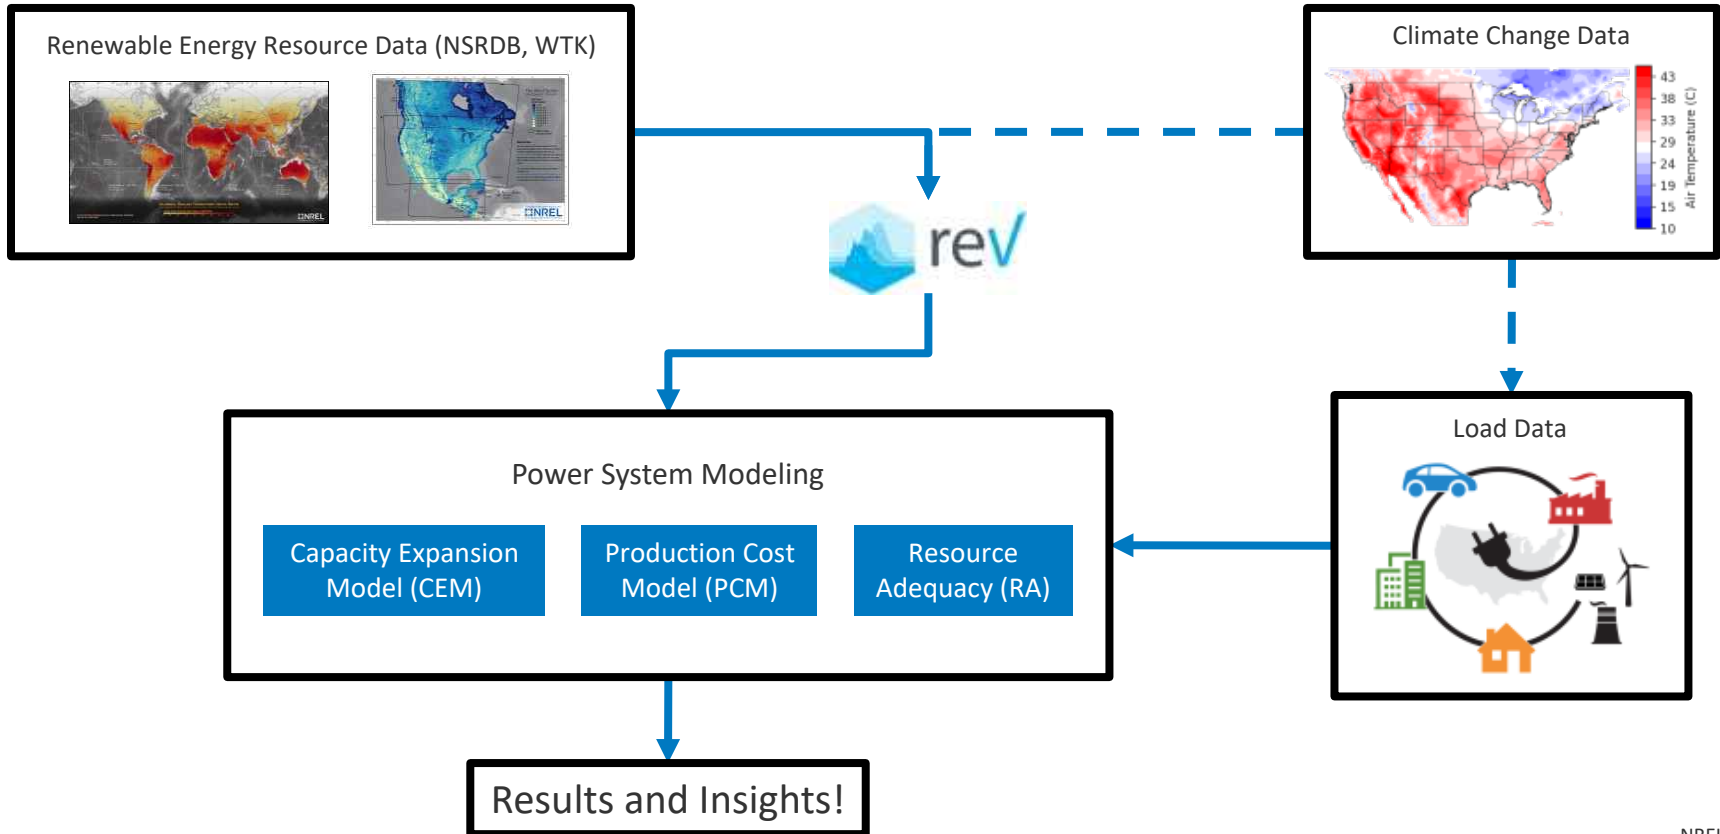 Renewable Energy Resource Data (NSRDB, WTK)
NREL
NREL
Climate Change Data
43
38
33
29
24
19
15
10
Air Temperature (C)
reV
Load Data
Power System Modeling
Capacity Expansion
Model (CEM)
Production Cost
Model (PCM)
Resource
Adequacy (RA)
Results and Insights!